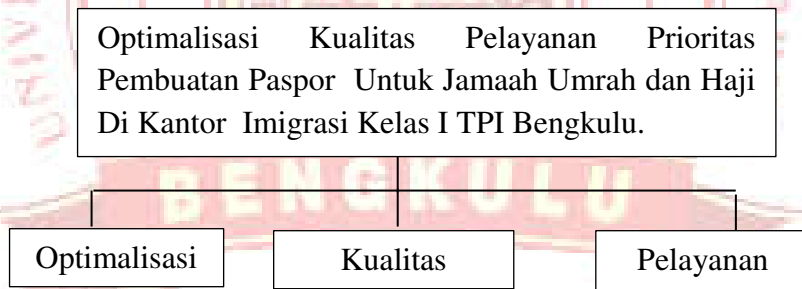 Optimalisasi Kualitas Pelayanan Prioritas
Pembuatan Paspor Untuk Jamaah Umrah dan Haji
Di Kantor Imigrasi Kelas I TPI Bengkulu.
BENGKULU
Optimalisasi Kualitas Pelayanan